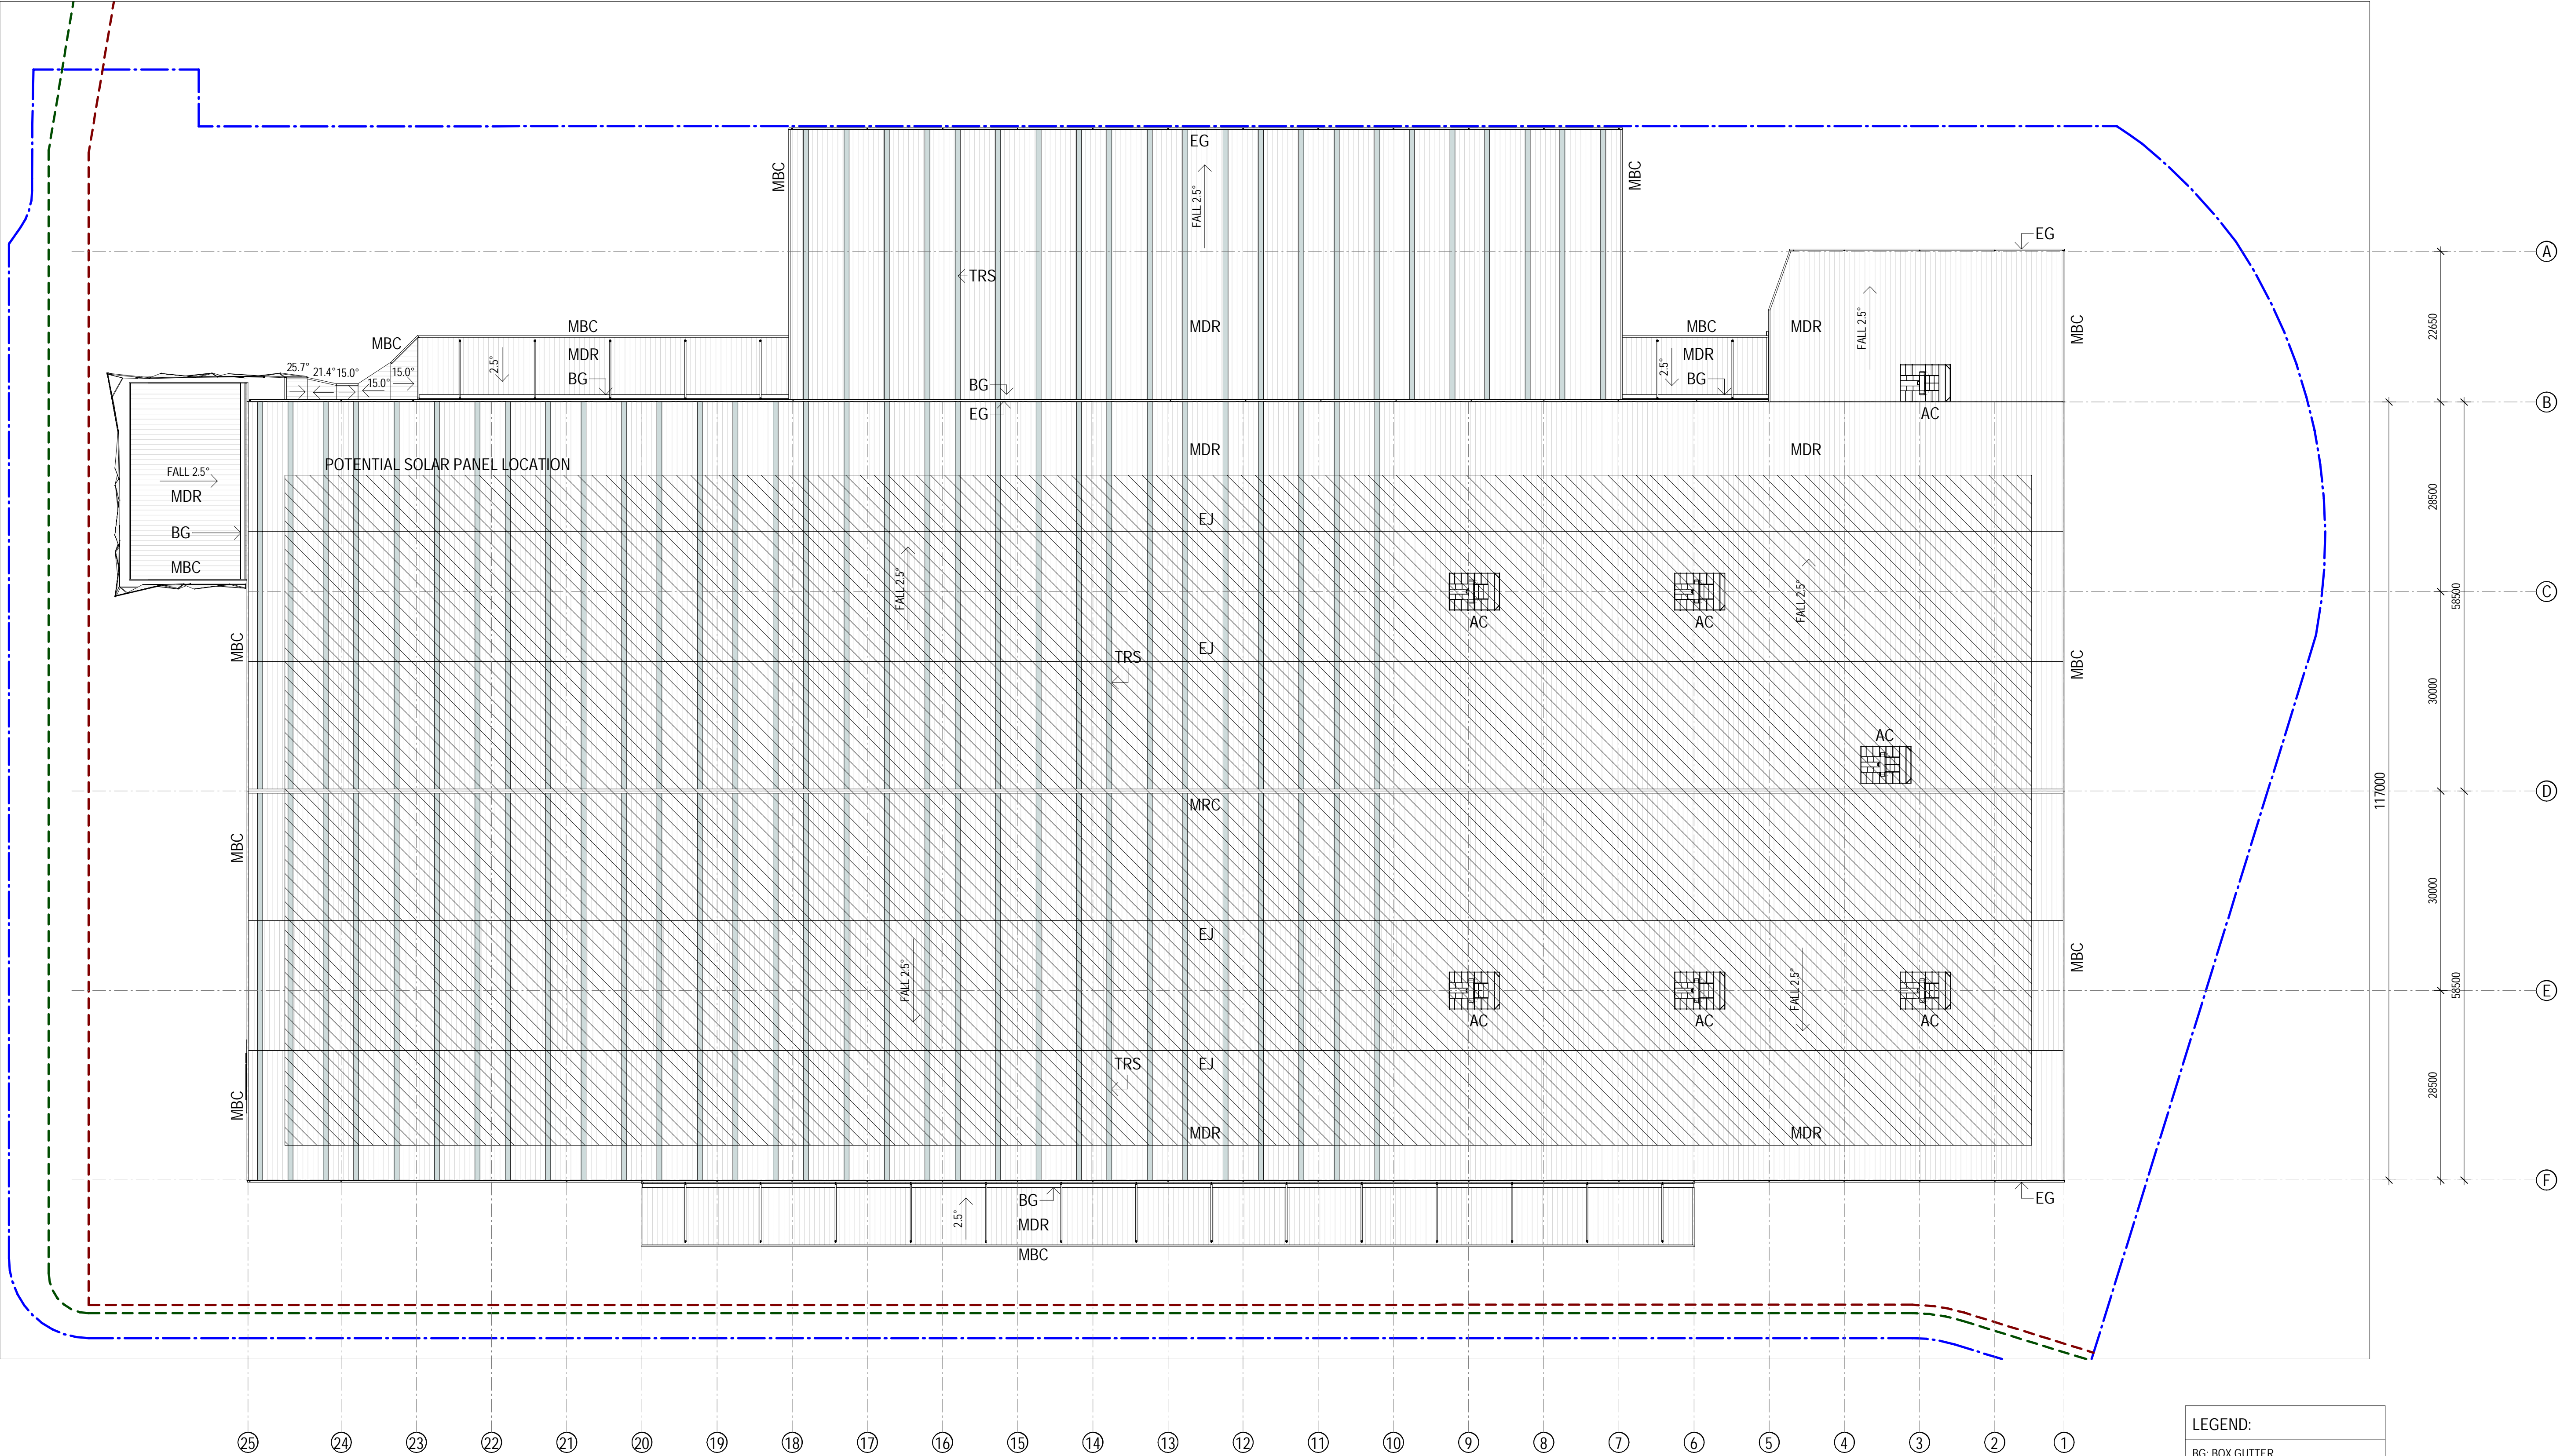 EG
MBC
MBC
FALL 2.5°
EG
TRS
MBC
MBC
MDR
MBC
MDR
FALL 2.5°
MBC
22650
A
25.7°
21.4°
15.0°
15.0°
15.0°
2.5°
MDR
BG
BG
2.5°
MDR
BG
EG
AC
B
MDR
MDR
POTENTIAL SOLAR PANEL LOCATION
FALL 2.5°
MDR
BG
MBC
EJ
28500
FALL 2.5°
FALL 2.5°
AC
AC
58500
C
MBC
EJ
TRS
MBC
30000
AC
117000
D
MRC
MBC
30000
EJ
FALL 2.5°
FALL 2.5°
MBC
AC
AC
AC
58500
E
TRS
EJ
MBC
28500
MDR
MDR
F
BG
2.5°
MDR
MBC
EG
25
24
23
22
21
20
19
18
17
16
15
14
13
12
11
10
9
8
7
6
5
4
3
2
1
LEGEND:
BG: BOX GUTTER